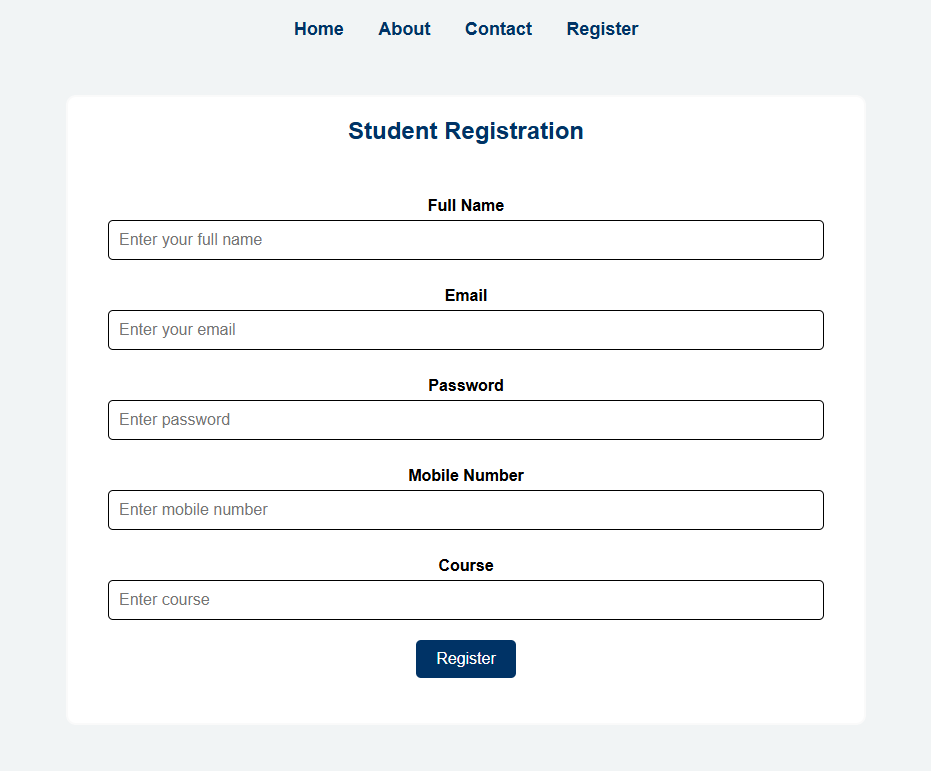 Home About Contact Register
Student Registration
Full Name
Enter your full name
Email
Enter your email
Password
Enter password
Mobile Number
Enter mobile number
Course
Enter course
Register